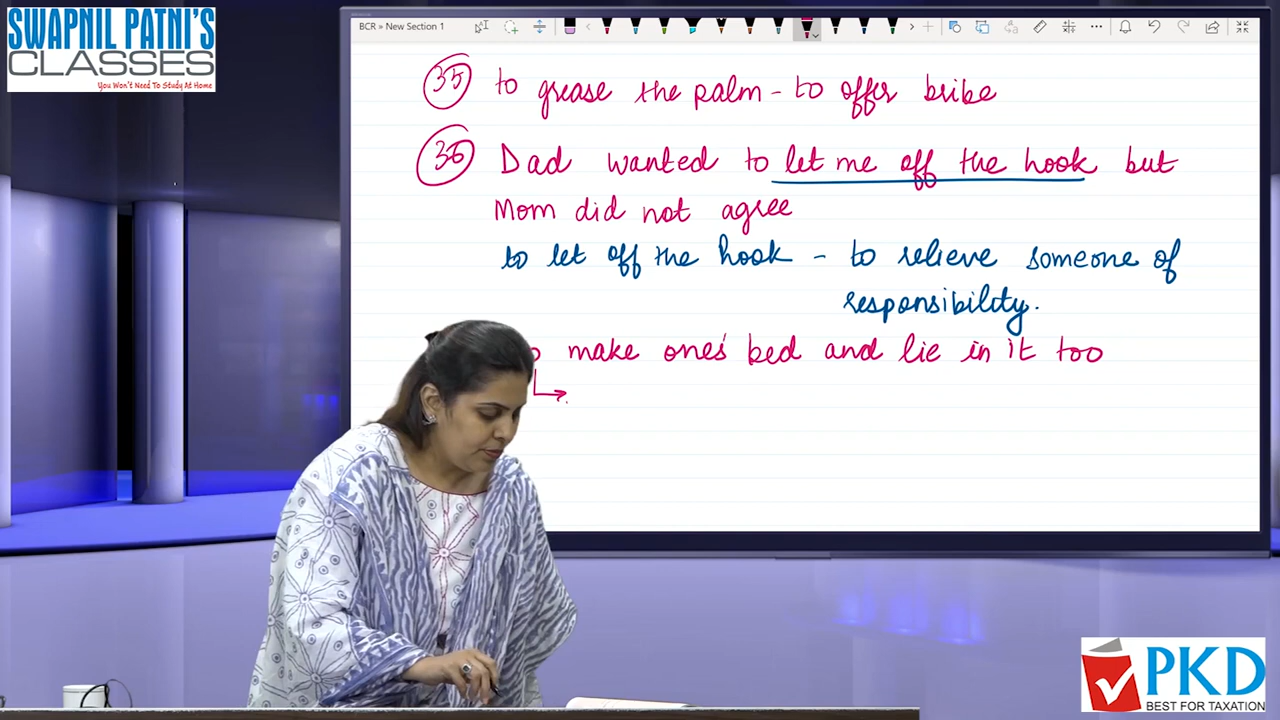 SWAPNIL PATNI'S
CLASSES
You Won't Need To Study At Home
BCR > New Section 1
35 to grease the palm - to offer bribe
36 Dad wanted to let me off the hook but
Mom did not agree
to let off the hook - to relieve someone of
responsibility.
make one's bed and lie in it too
PKD
BEST FOR TAXATION